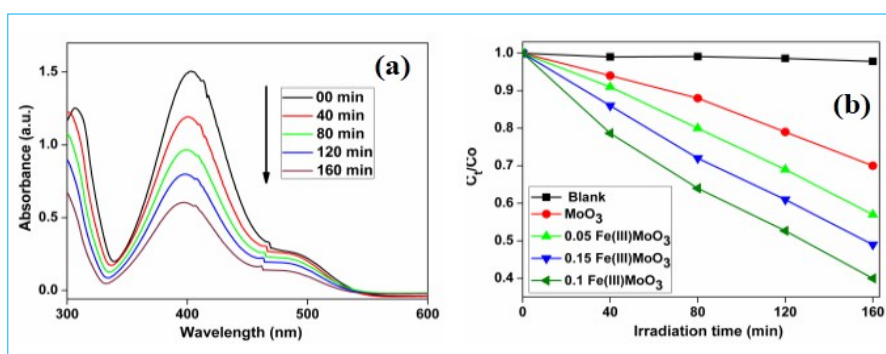 (a)
1.5
1.0
0.5
0.0
Absorbance (a.u.)
00 min
40 min
80 min
120 min
160 min
300 400 500 600
Wavelength (nm)
(b)
1.0
0.9
0.8
0.7
0.6
0.5
0.4
Ct/Co
Blank
MoO3
0.05 Fe(III)MoO3
0.15 Fe(III)MoO3
0.1 Fe(III)MoO3
0 40 80 120 160
Irradiation time (min)